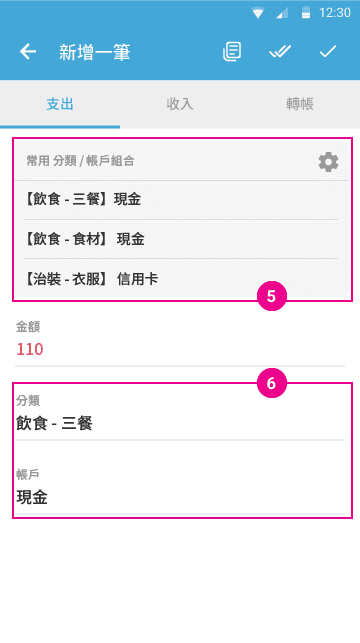 12:30
新增一筆
支出 收入 轉帳
常用 分類 / 帳戶組合
【飲食 - 三餐】現金
【飲食 - 食材】 現金
【治裝 - 衣服】 信用卡
5
金額
110
6
分類
飲食 - 三餐
帳戶
現金